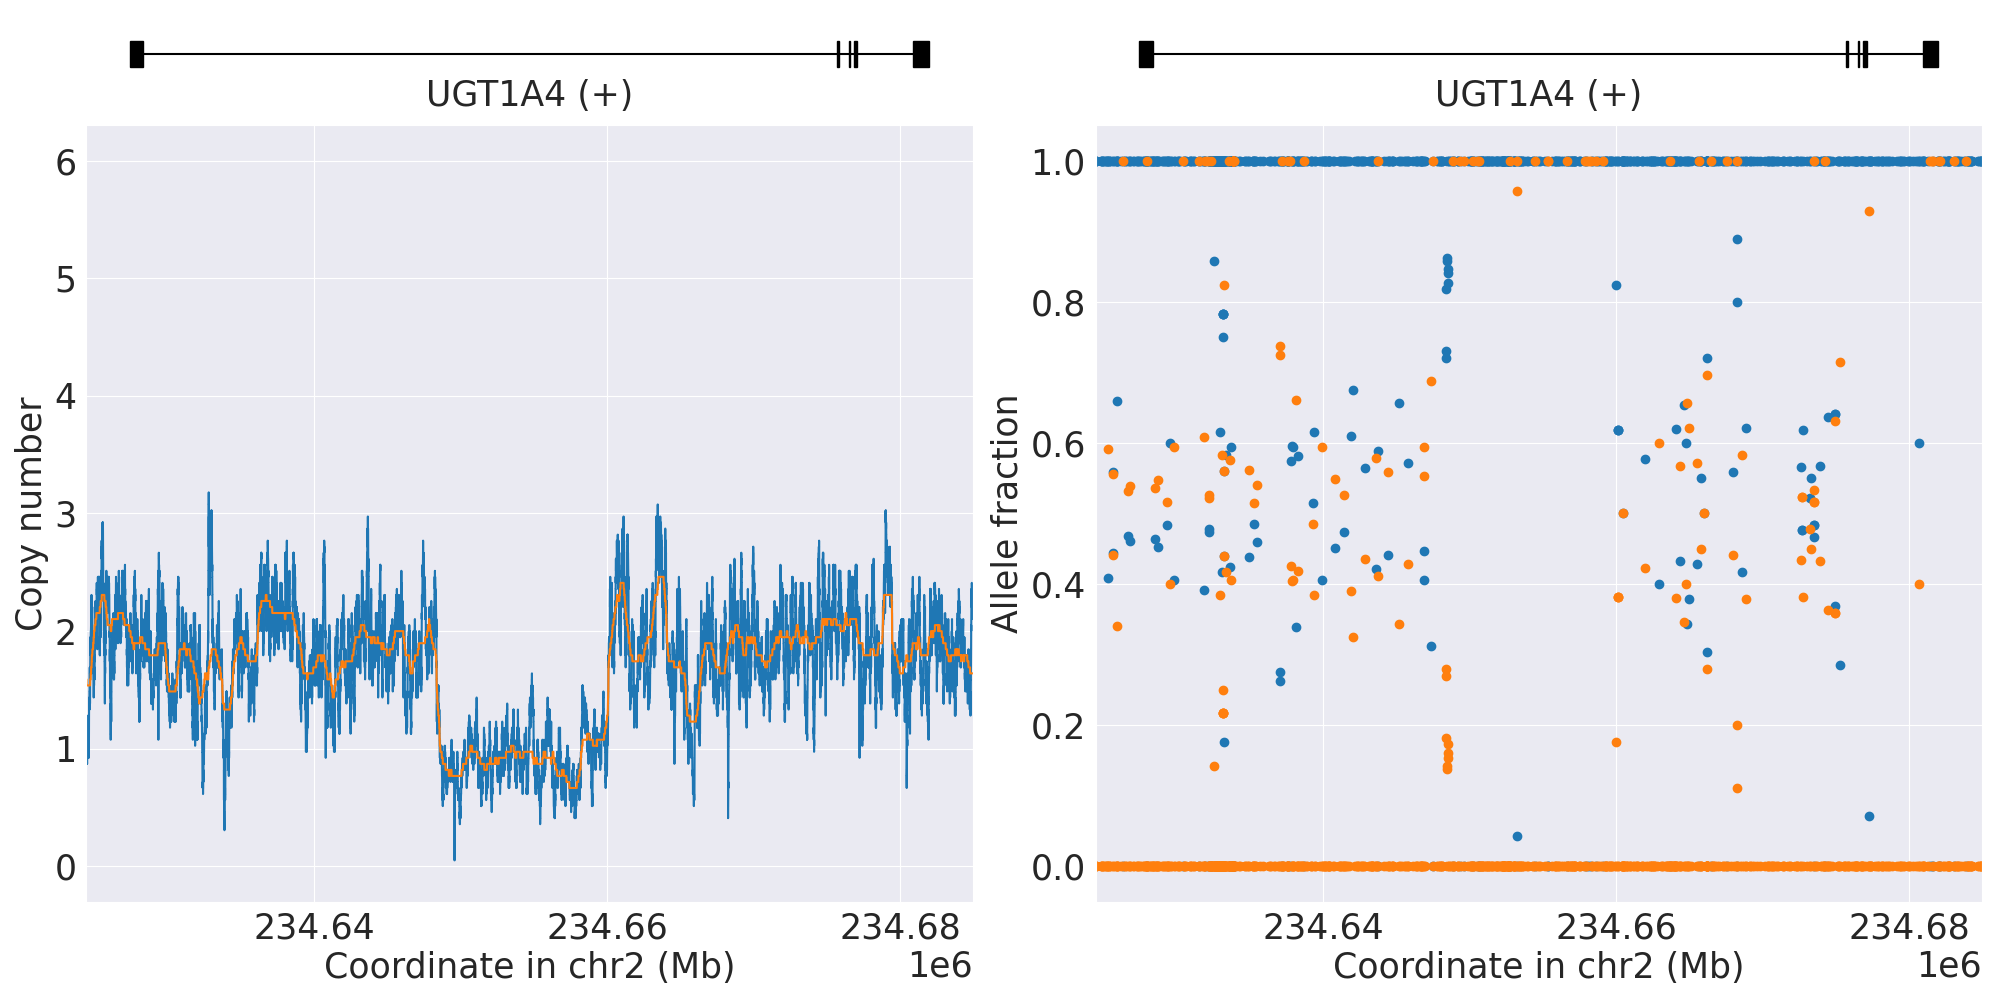 UGT1A4 (+)
6
5
4
3
2
1
0
Copy number
234.64 234.66 234.68
Coordinate in chr2 (Mb)
1e6
UGT1A4 (+)
1.0
0.8
0.6
0.4
0.2
0.0
Allele fraction
234.64 234.66 234.68
Coordinate in chr2 (Mb)
1e6